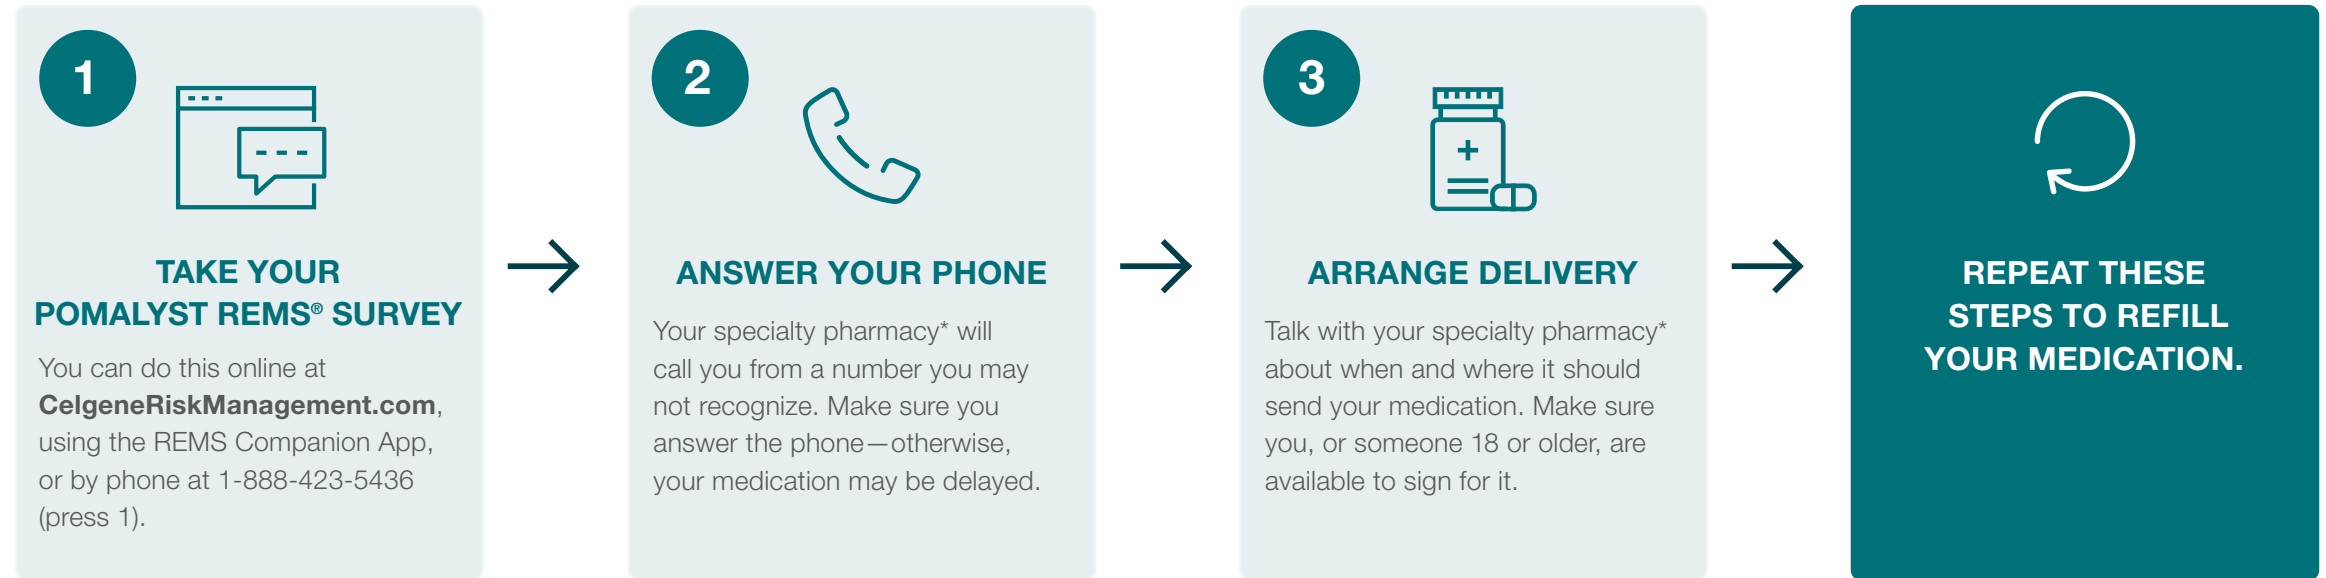 1
TAKE YOUR
POMALYST REMS® SURVEY
You can do this online at
CelgeneRiskManagement.com,
using the REMS Companion App,
or by phone at 1-888-423-5436
(press 1).
2
ANSWER YOUR PHONE
Your specialty pharmacy* will
call you from a number you may
not recognize. Make sure you
answer the phone—otherwise,
your medication may be delayed.
3
ARRANGE DELIVERY
Talk with your specialty pharmacy*
about when and where it should
send your medication. Make sure
you, or someone 18 or older, are
available to sign for it.
REPEAT THESE
STEPS TO REFILL
YOUR MEDICATION.